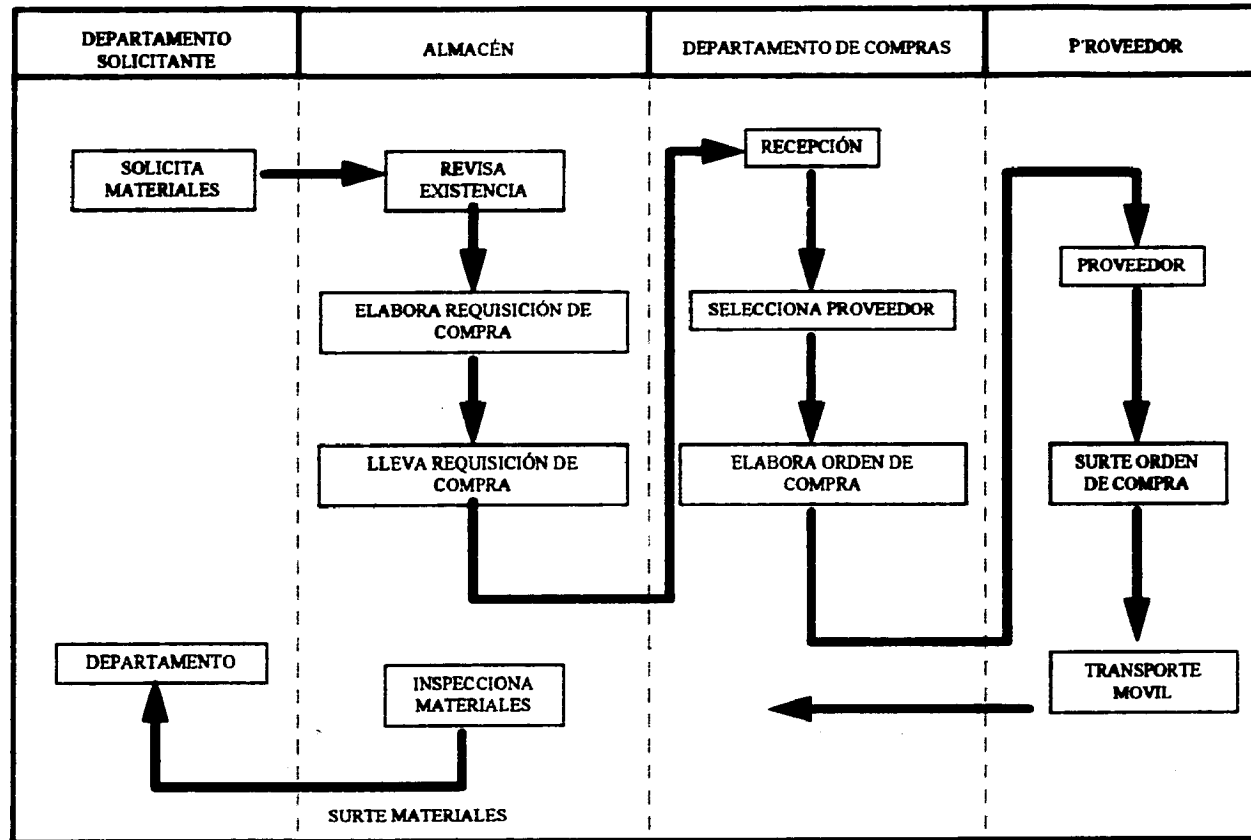 DEPARTAMENTO
SOLICITANTE
ALMACÉN
DEPARTAMENTO DE COMPRAS
P'ROVEEDOR
SOLICITA
MATERIALES
REVISA
EXISTENCIA
RECEPCIÓN
PROVEEDOR
ELABORA REQUISICIÓN DE
COMPRA
SELECCIONA PROVEEDOR
LLEVA REQUISICIÓN DE
COMPRA
ELABORA ORDEN DE
COMPRA
SURTE ORDEN
DE COMPRA
DEPARTAMENTO
INSPECCIONA
MATERIALES
TRANSPORTE
MOVIL
SURTE MATERIALES